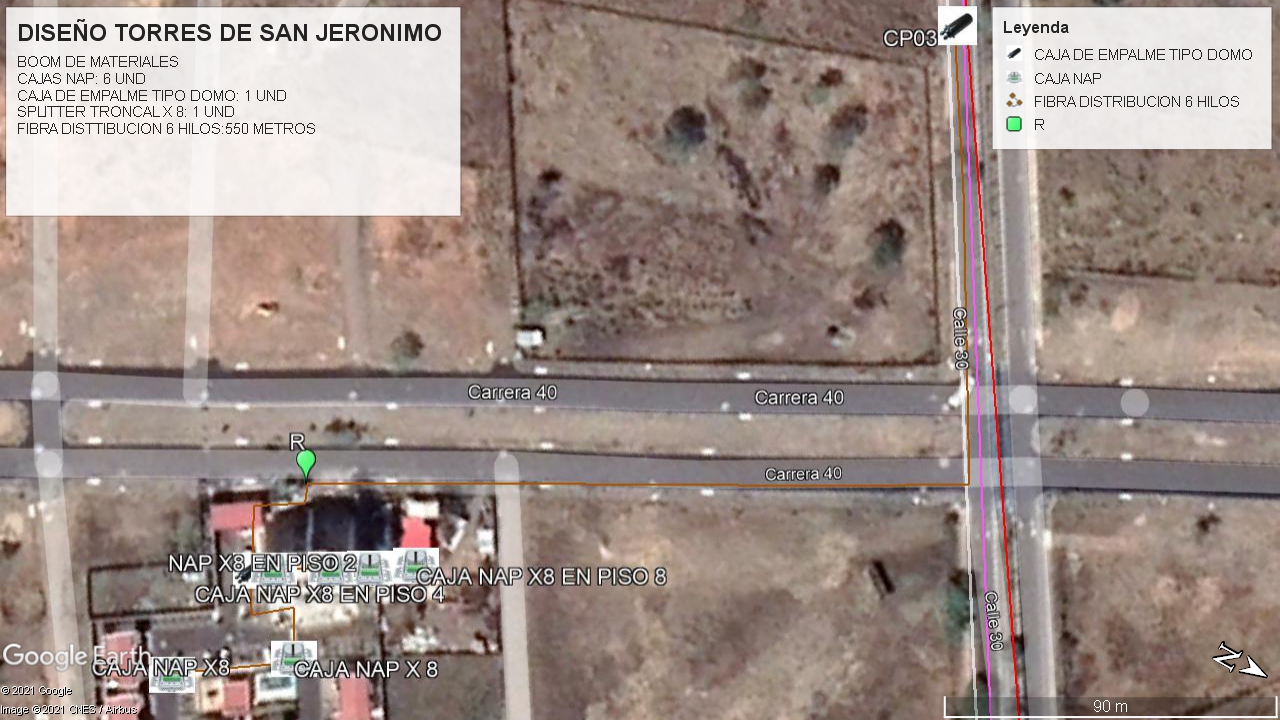 DISEÑO TORRES DE SAN JERONIMO
BOOM DE MATERIALES
CAJAS NAP: 6 UND
CAJA DE EMPALME TIPO DOMO: 1 UND
SPLITTER TRONCAL X 8: 1 UND
FIBRA DISTTIBUCION 6 HILOS 550 METROS
CP03
Leyenda
CAJA DE EMPALME TIPO DOMO
CAJA NAP
FIBRA DISTRIBUCION 6 HILOS
R
Calle 30
Carrera 40
Carrera 40
R
Carrera 40
NAP X8 EN PISO 2
CAJA NAP X8 EN PISO 8
CAJA NAP X8 EN PISO 4
Calle 30
Google Earth
CAJA NAP X8
CAJA NAP X 8
N
© 2021 Google
Image © 2021 CNES / Airbus
90 m